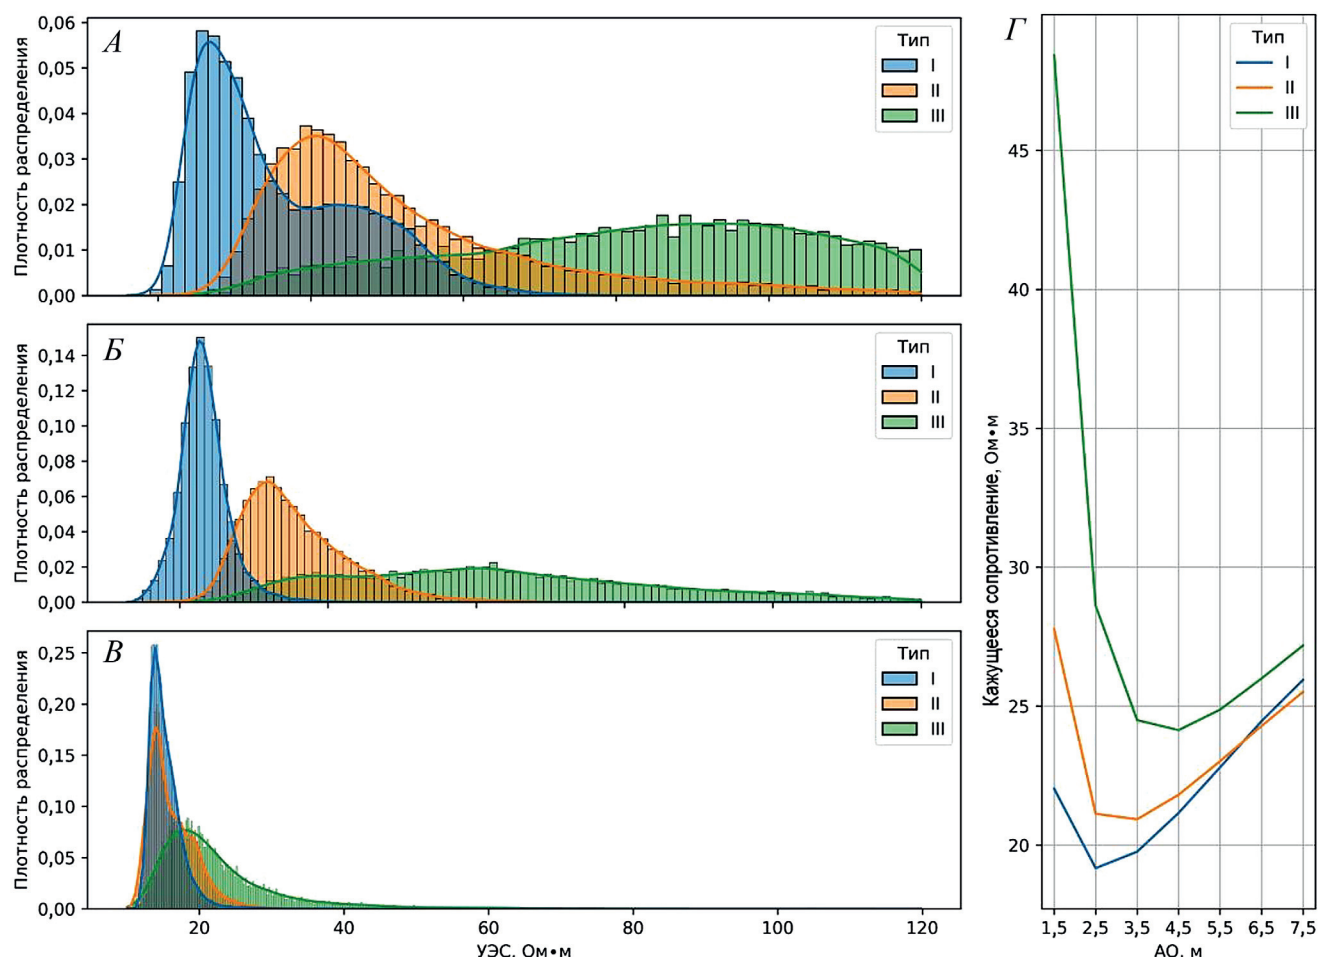 А
Плотность распределения
0,06
0,05
0,04
0,03
0,02
0,01
0,00
Тип
I
II
III
Б
Плотность распределения
0,14
0,12
0,10
0,08
0,06
0,04
0,02
0,00
Тип
I
II
III
В
Плотность распределения
0,25
0,20
0,15
0,10
0,05
0,00
Тип
I
II
III
20 40 60 80 100 120
УЭС, Ом•м
Г
Кажущееся сопротивление, Ом•м
45
40
35
30
25
20
Тип
I
II
III
1,5 2,5 3,5 4,5 5,5 6,5 7,5
АО, м